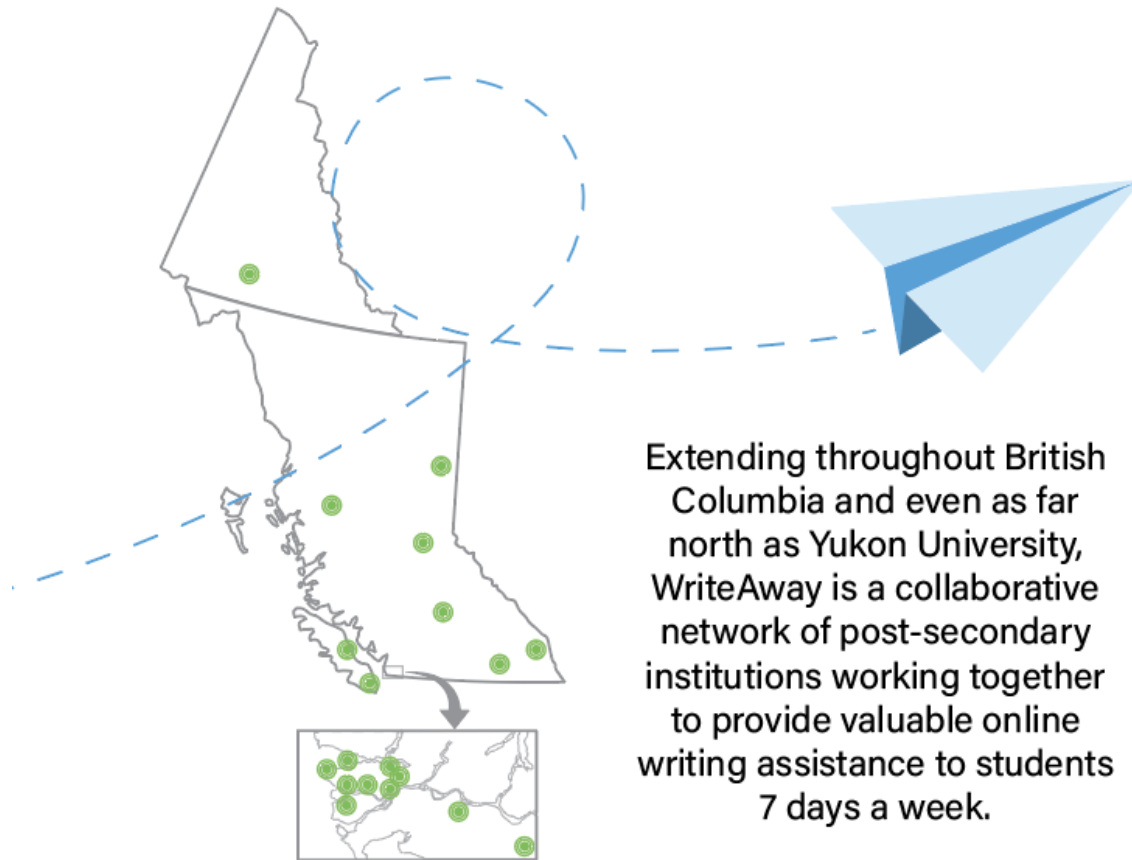 Extending throughout British
Columbia and even as far
north as Yukon University,
WriteAway is a collaborative
network of post-secondary
institutions working together
to provide valuable online
writing assistance to students
7 days a week.